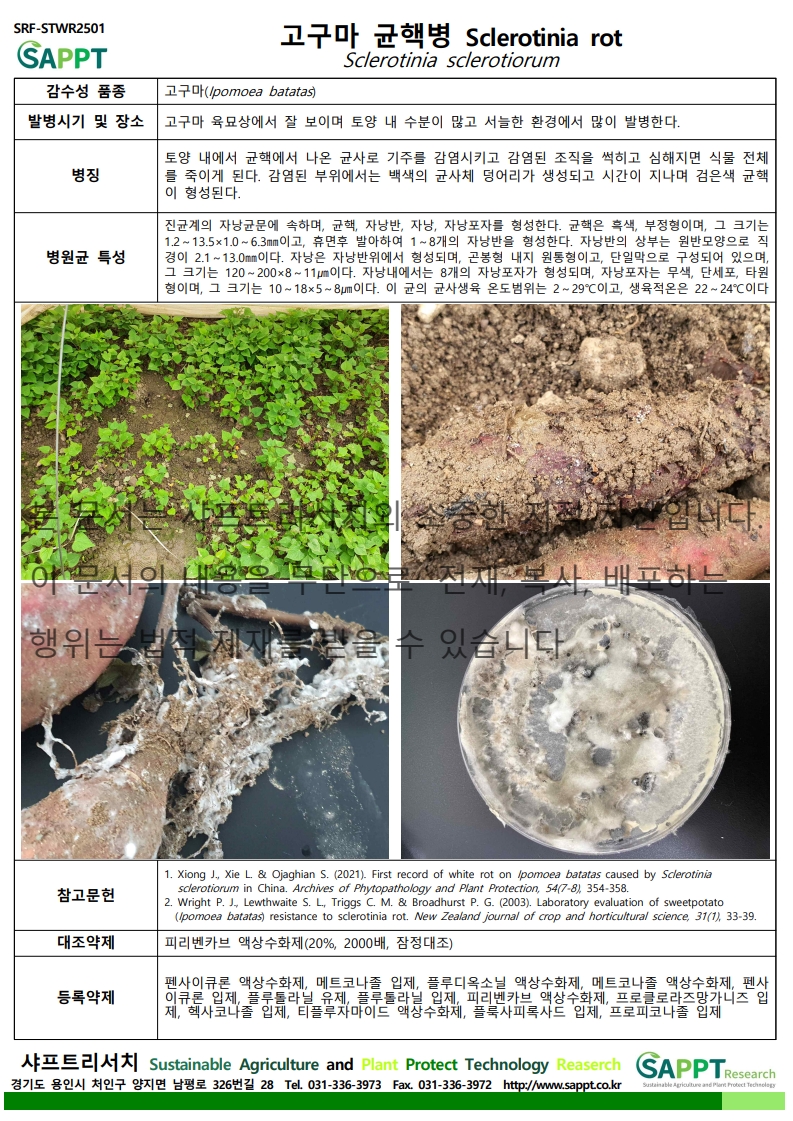 SRF-STWR2501
SAPPT
고구마 균핵병 Sclerotinia rot
Sclerotinia sclerotiorum
감수성 품종
고구마(Ipomoea batatas)
발병시기 및 장소
고구마 육묘상에서 잘 보이며 토양 내 수분이 많고 서늘한 환경에서 많이 발병한다.
병징
토양 내에서 균핵에서 나온 균사로 기주를 감염시키고 감염된 조직을 썩히고 심해지면 식물 전체
를 죽이게 된다. 감염된 부위에서는 백색의 균사체 덩어리가 생성되고 시간이 지나며 검은색 균핵
이 형성된다.
병원균 특성
진균계의 자낭균문에 속하며, 균핵, 자낭반, 자낭, 자낭포자를 형성한다. 균핵은 흑색, 부정형이며, 그 크기는
1.2~13.5×1.0~6.3㎜이고, 휴면후 발아하여 1~8개의 자낭반을 형성한다. 자낭반의 상부는 원반모양으로 직
경이 2.1~13.0㎜이다. 자낭은 자낭반위에서 형성되며, 곤봉형 내지 원통형이고, 단일막으로 구성되어 있으며,
그 크기는 120~200×8~11㎛이다. 자낭내에서는 8개의 자낭포자가 형성되며, 자낭포자는 무색, 단세포, 타원
형이며, 그 크기는 10~18×5~8㎛이다. 이 균의 균사생육 온도범위는 2~29℃이고, 생육적온은 22~24℃이다
본 문서는 샤프트리서치의 소중한 지적 자산입니다.
이 문서의 내용을 무단으로 전재, 복사, 배포하는
행위는 법적 제재를 받을 수 있습니다.
참고문헌
1. Xiong J., Xie L. & Ojaghian S. (2021). First record of white rot on Ipomoea batatas caused by Sclerotinia
sclerotiorum in China. Archives of Phytopathology and Plant Protection, 54(7-8), 354-358.
2. Wright P. J., Lewthwaite S. L., Triggs C. M. & Broadhurst P. G. (2003). Laboratory evaluation of sweetpotato
(Ipomoea batatas) resistance to sclerotinia rot. New Zealand journal of crop and horticultural science, 31(1), 33-39.
대조약제
피리벤카브 액상수화제(20%, 2000배, 잠정대조)
등록약제
펜사이큐론 액상수화제, 메트코나졸 입제, 플루디옥소닐 액상수화제, 메트코나졸 액상수화제, 펜사
이큐론 입제, 플루톨라닐 유제, 플루톨라닐 입제, 피리벤카브 액상수화제, 프로클로라즈망가니즈 입
제, 헥사코나졸 입제, 티플루자마이드 액상수화제, 플룩사피록사드 입제, 프로피코나졸 입제
샤프트리서치 Sustainable Agriculture and Plant Protect Technology Reaserch
경기도 용인시 처인구 양지면 남평로 326번길 28 Tel. 031-336-3973 Fax. 031-336-3972 http://www.sappt.co.kr
SAPPT Research
Sustainable Agriculture and Plant Protect Technology